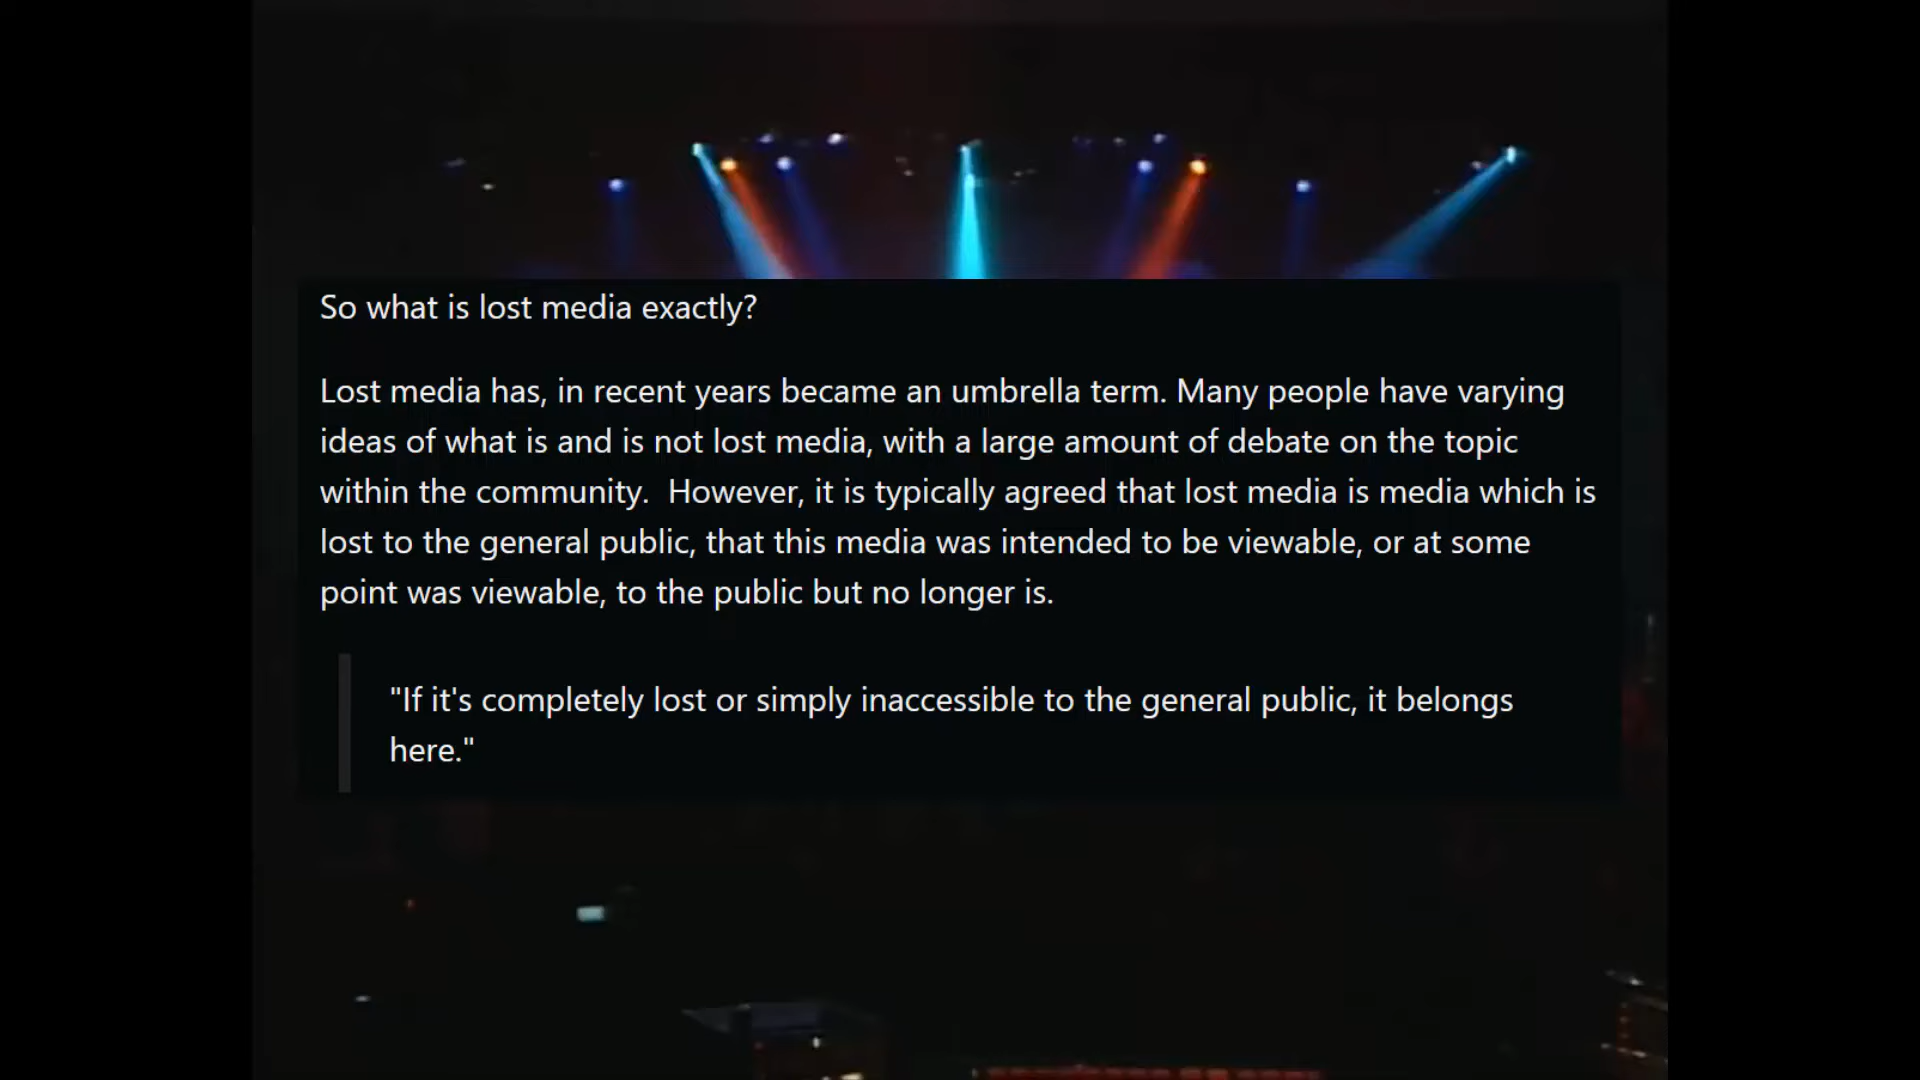 So what is lost media exactly?
Lost media has, in recent years became an umbrella term. Many people have varying
ideas of what is and is not lost media, with a large amount of debate on the topic
within the community.  However, it is typically agreed that lost media is media which is
lost to the general public, that this media was intended to be viewable, or at some
point was viewable, to the public but no longer is.
"If it's completely lost or simply inaccessible to the general public, it belongs
here."